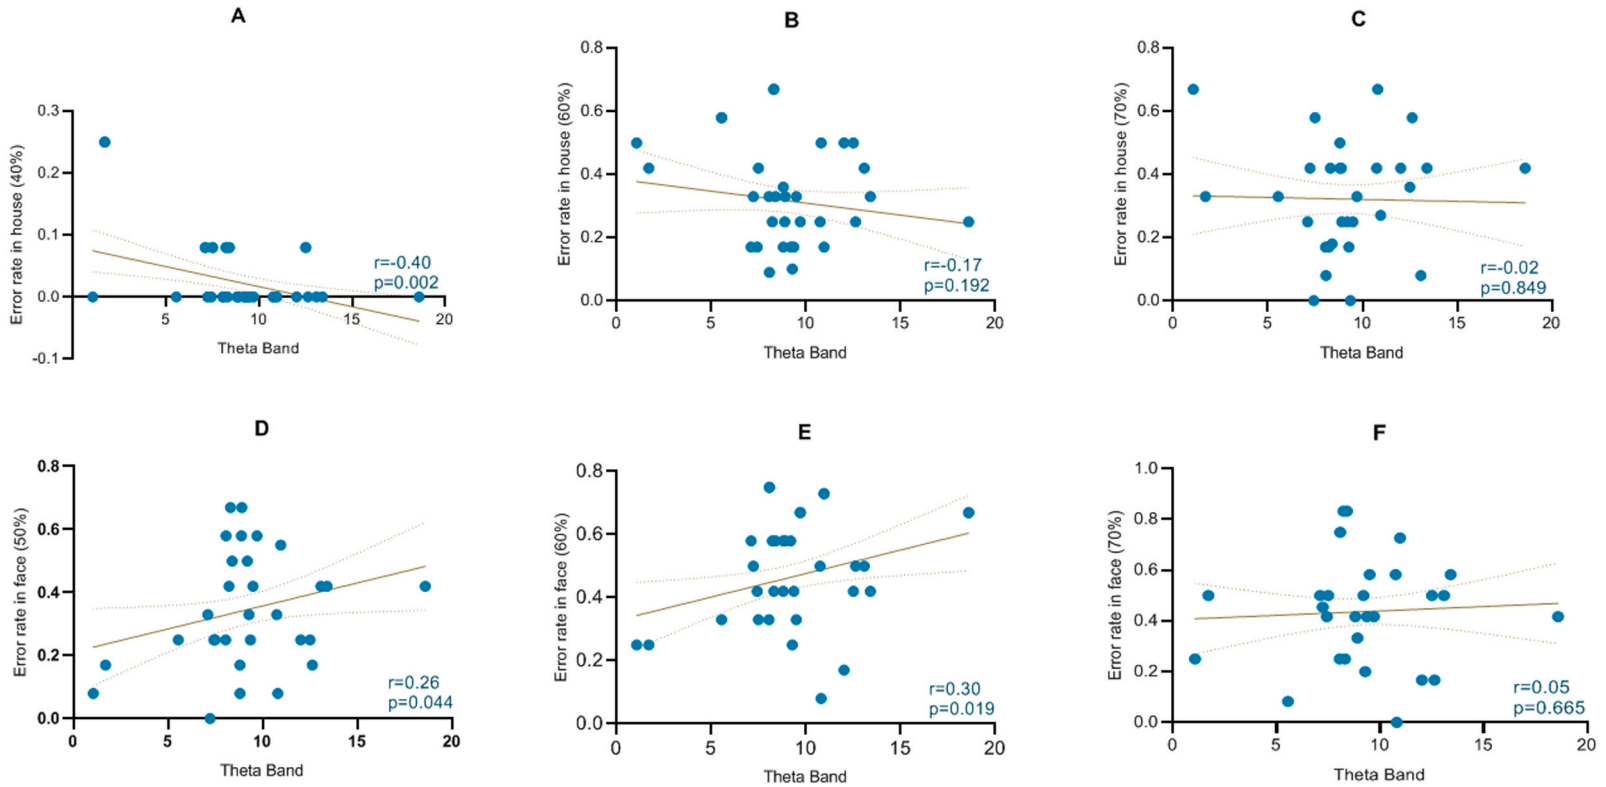 A
Error rate in house (40%)
0.3
0.2
0.1
0.0
-0.1
5
10
15
20
r=-0.40
p=0.002
Theta Band
B
Error rate in house (60%)
0.8
0.6
0.4
0.2
0.0
0
5
10
15
20
r=-0.17
p=0.192
Theta Band
C
Error rate in house (70%)
0.8
0.6
0.4
0.2
0.0
0
5
10
15
20
r=-0.02
p=0.849
Theta Band
D
Error rate in face (50%)
0.8
0.6
0.4
0.2
0.0
0
5
10
15
20
r=0.26
p=0.044
Theta Band
E
Error rate in face (60%)
0.8
0.6
0.4
0.2
0.0
0
5
10
15
20
r=0.30
p=0.019
Theta Band
F
Error rate in face (70%)
1.0
0.8
0.6
0.4
0.2
0.0
0
5
10
15
20
r=0.05
p=0.665
Theta Band